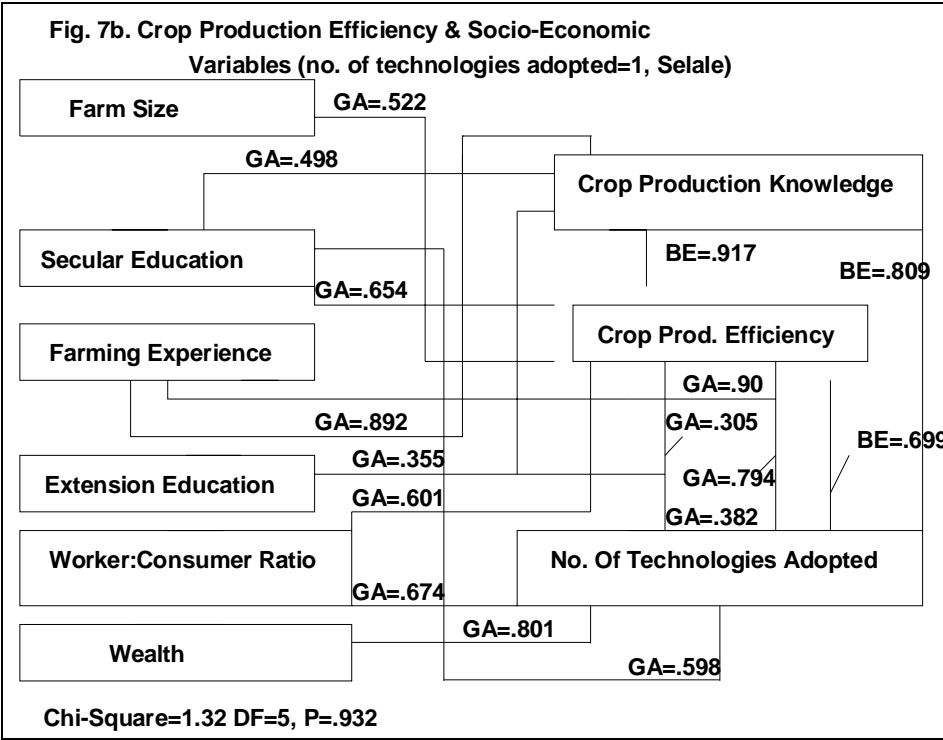 Fig. 7b. Crop Production Efficiency & Socio-Economic
Variables (no. of technologies adopted=1, Selale)
Farm Size
GA=.522
GA=.498
Crop Production Knowledge
Secular Education
BE=.917
BE=.809
GA=.654
Crop Prod. Efficiency
Farming Experience
GA=.90
GA=.892
GA=.305
BE=.699
GA=.355
Extension Education
GA=.794
GA=.601
GA=.382
Worker:Consumer Ratio
No. Of Technologies Adopted
GA=.674
GA=.801
Wealth
GA=.598
Chi-Square=1.32 DF=5, P=.932